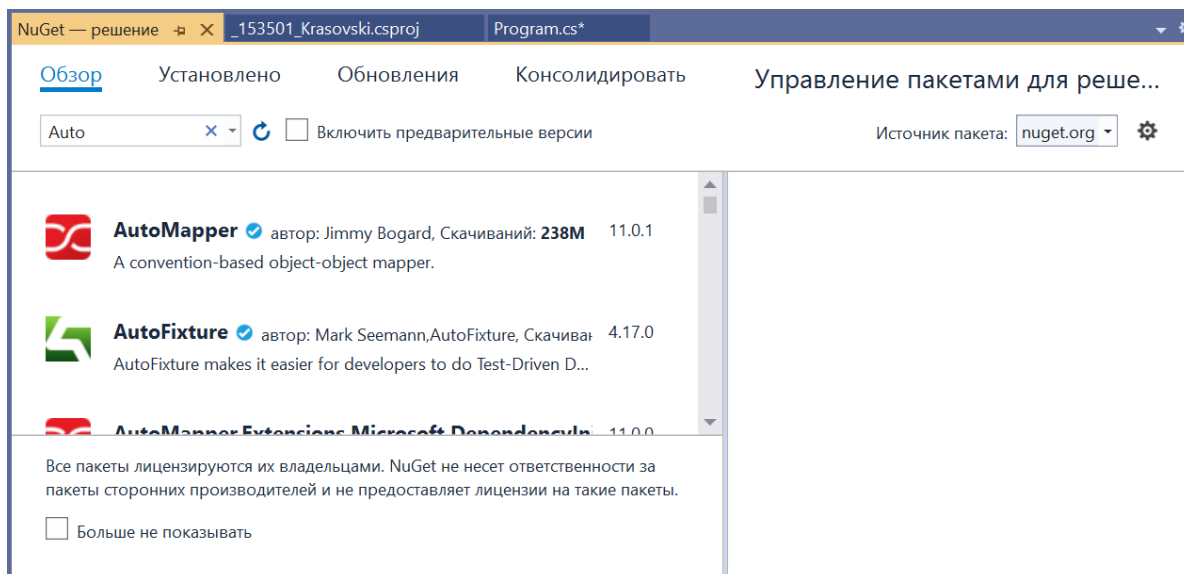 NuGet — решение
_153501_Krasovski.csproj
Program.cs*
Обзор Установлено Обновления Консолидировать
Управление пакетами для реше...
Auto
Включить предварительные версии
Источник пакета: nuget.org
AutoMapper автор: Jimmy Bogard, Скачиваний: 238M 11.0.1
A convention-based object-object mapper.
AutoFixture автор: Mark Seemann,AutoFixture, Скачиван 4.17.0
AutoFixture makes it easier for developers to do Test-Driven D...
AutoMapper.Extensions.Microsoft.DependencyIn 11.0.0
Все пакеты лицензируются их владельцами. NuGet не несет ответственности за
пакеты сторонних производителей и не предоставляет лицензии на такие пакеты.
Больше не показывать